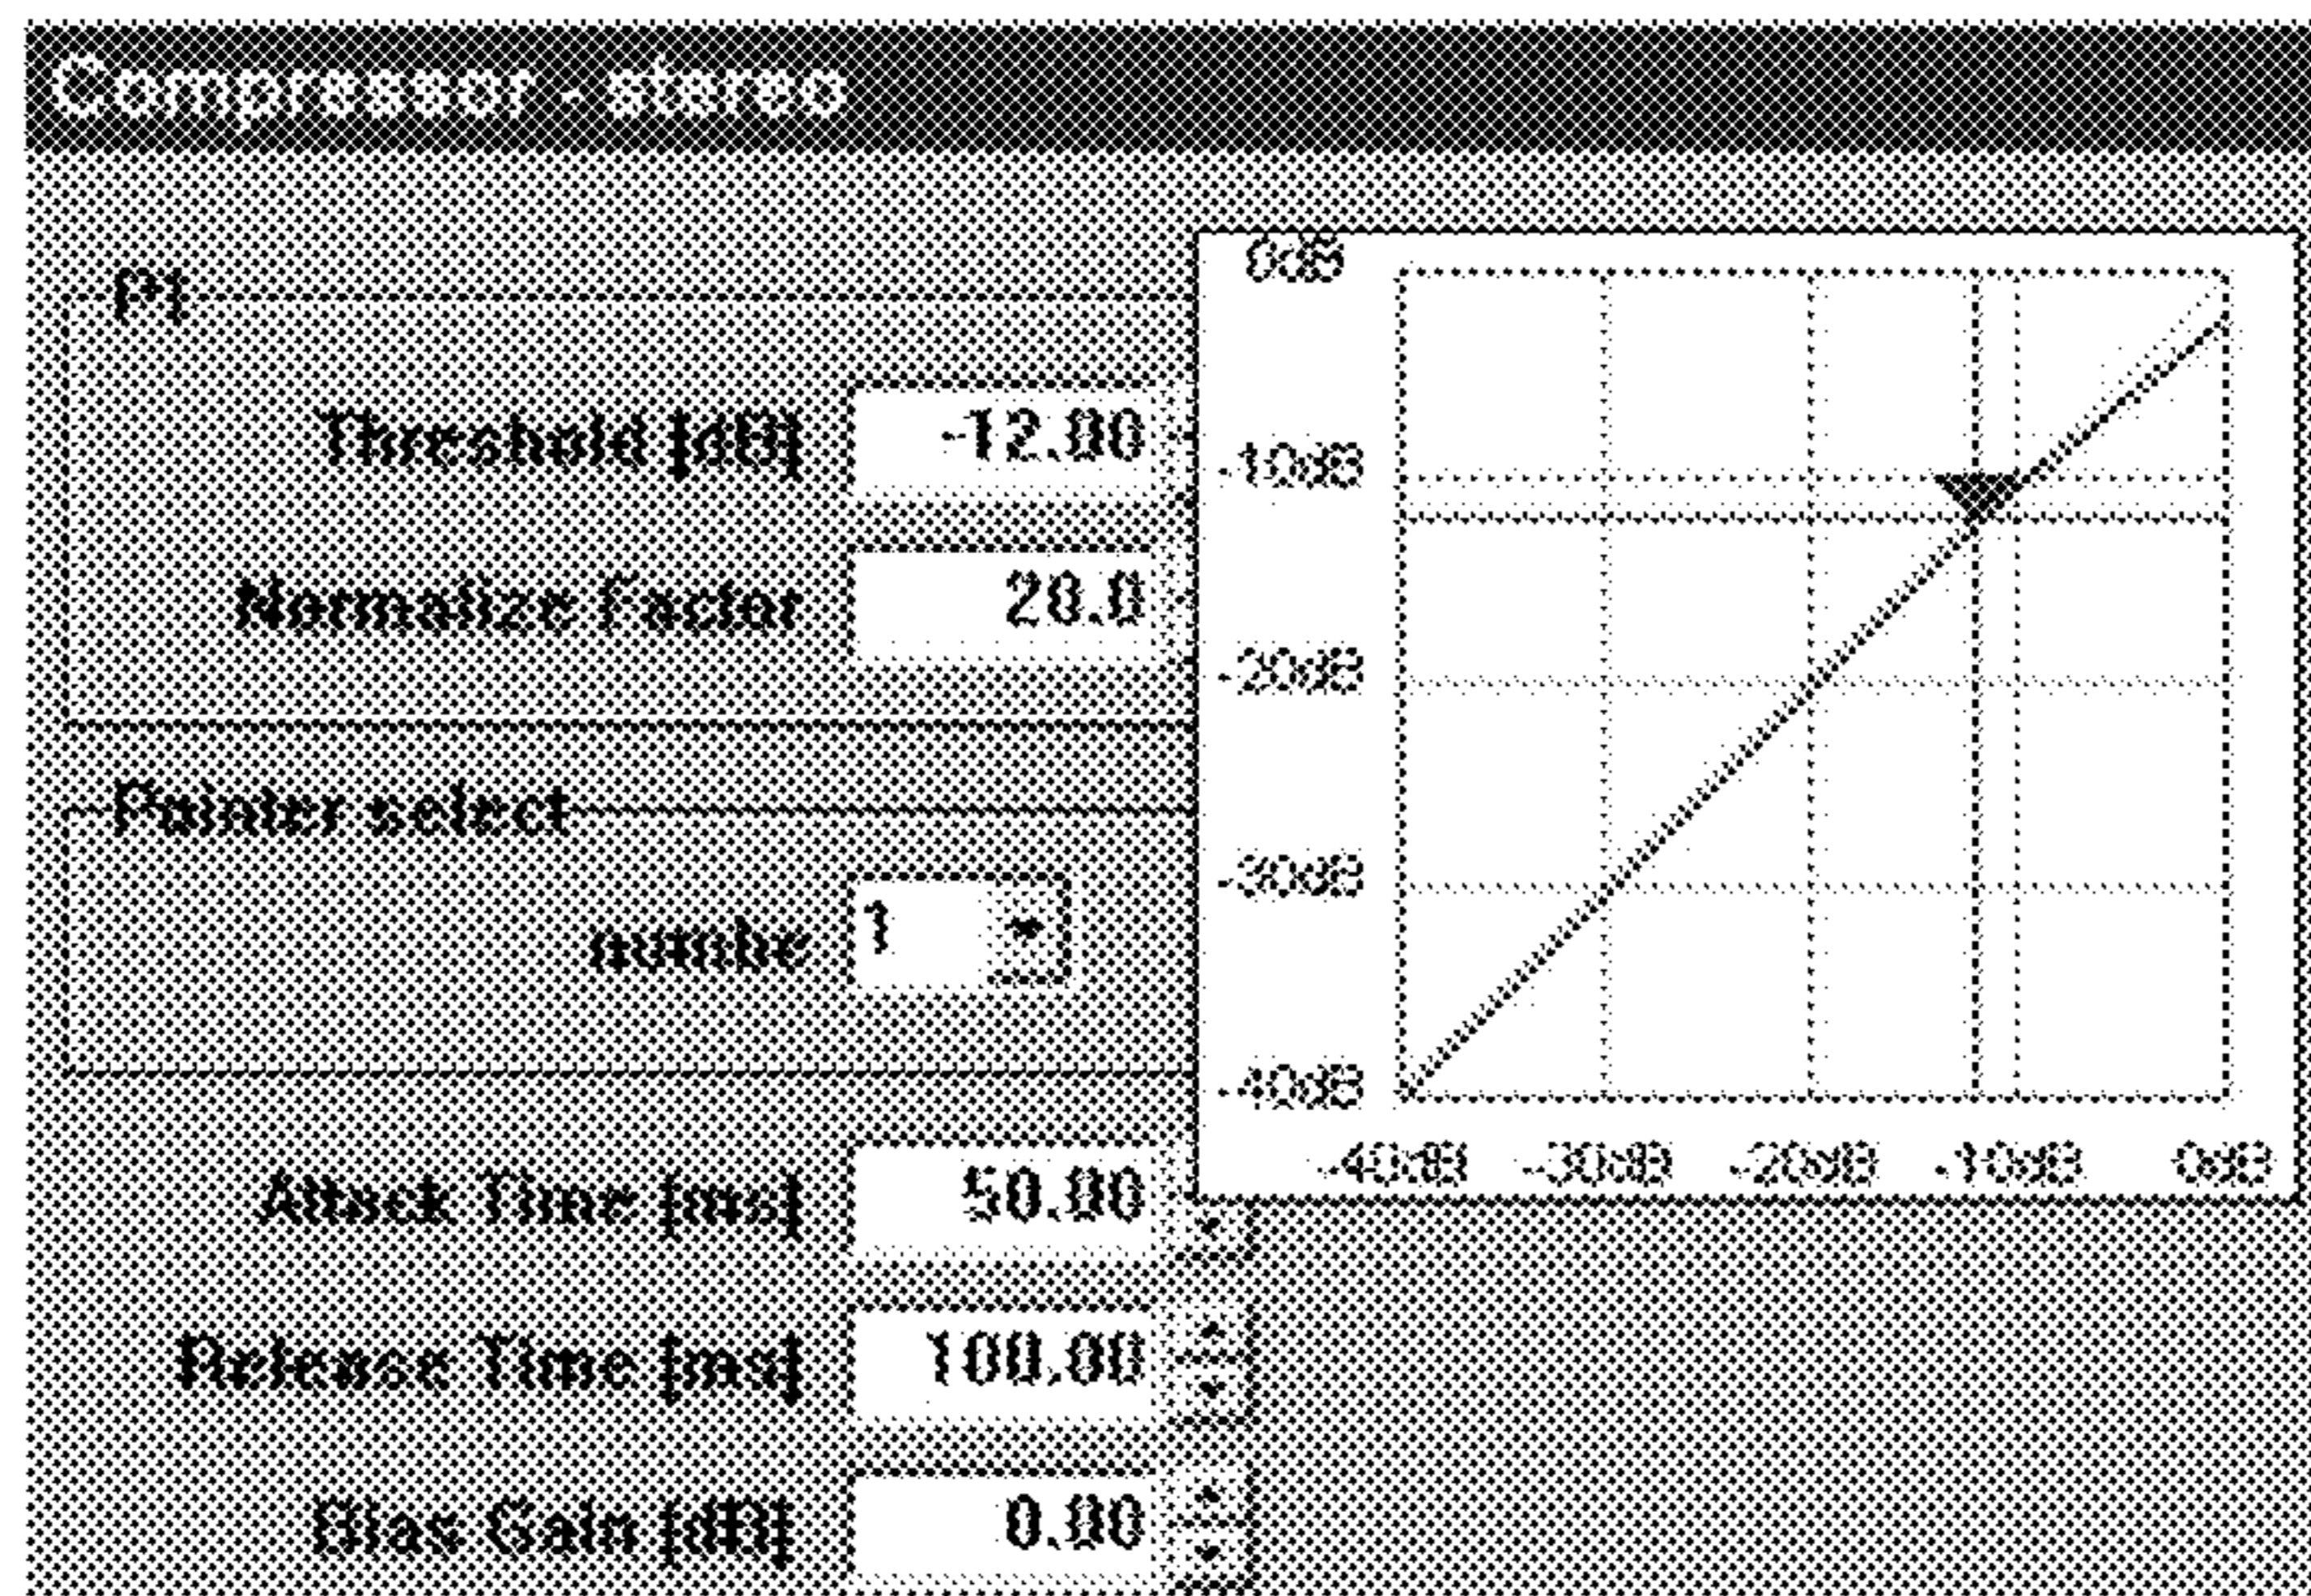 Compressor - stereo
P1
Threshold [dB] -12.00
Normalize Factor 20.0
Pointer select
numbe 1
Attack Time [ms] 50.00
Release Time [ms] 100.00
Bias Gain [dB] 0.00
0dB
-10dB
-20dB
-30dB
-40dB
-40dB -30dB -20dB -10dB 0dB